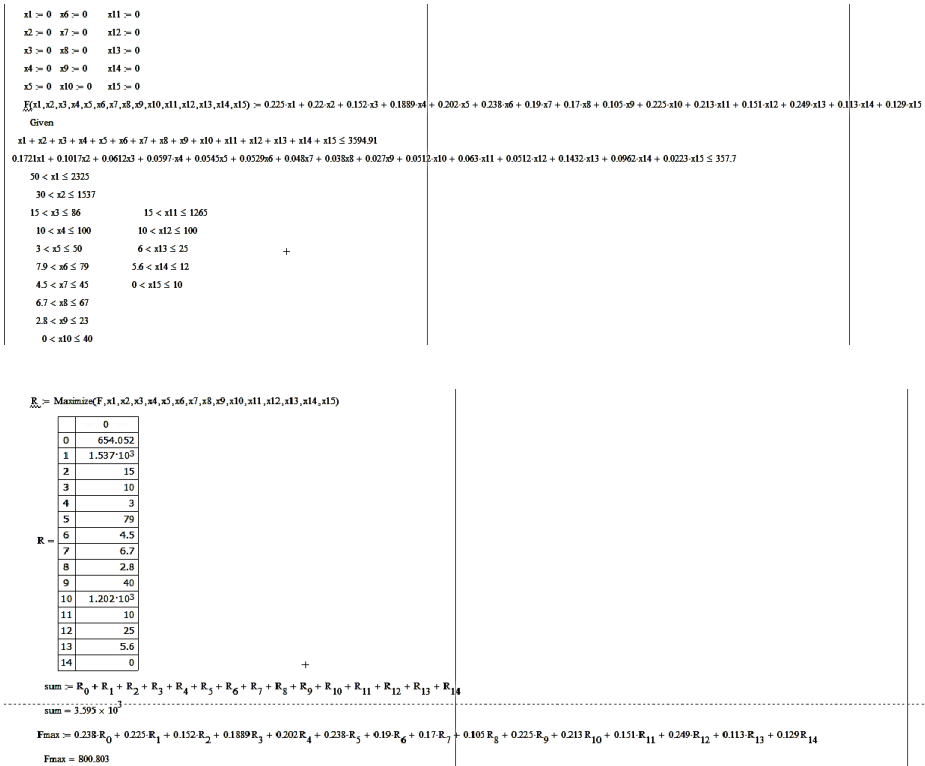 x1 := 0 x6 := 0 x11 := 0
x2 := 0 x7 := 0 x12 := 0
x3 := 0 x8 := 0 x13 := 0
x4 := 0 x9 := 0 x14 := 0
x5 := 0 x10 := 0 x15 := 0
F(x1,x2,x3,x4,x5,x6,x7,x8,x9,x10,x11,x12,x13,x14,x15) := 0.225·x1 + 0.22·x2 + 0.152·x3 + 0.1889·x4 + 0.202·x5 + 0.238·x6 + 0.19·x7 + 0.17·x8 + 0.105·x9 + 0.225·x10 + 0.213·x11 + 0.151·x12 + 0.249·x13 + 0.113·x14 + 0.129·x15
Given
x1 + x2 + x3 + x4 + x5 + x6 + x7 + x8 + x9 + x10 + x11 + x12 + x13 + x14 + x15 ≤ 3594.91
0.1721x1 + 0.1017x2 + 0.0612x3 + 0.0597·x4 + 0.0545x5 + 0.0529x6 + 0.048x7 + 0.038x8 + 0.027x9 + 0.0512·x10 + 0.063·x11 + 0.0512·x12 + 0.1432·x13 + 0.0962·x14 + 0.0223·x15 ≤ 357.7
50 < x1 ≤ 2325
30 < x2 ≤ 1537
15 < x3 ≤ 86 15 < x11 ≤ 1265
10 < x4 ≤ 100 10 < x12 ≤ 100
3 < x5 ≤ 50 6 < x13 ≤ 25
7.9 < x6 ≤ 79 5.6 < x14 ≤ 12
4.5 < x7 ≤ 45 0 < x15 ≤ 10
6.7 < x8 ≤ 67
2.8 < x9 ≤ 23
0 < x10 ≤ 40
R := Maximize(F,x1,x2,x3,x4,x5,x6,x7,x8,x9,x10,x11,x12,x13,x14,x15)
0
0 654.052
1 1.537·10³
2 15
3 10
4 3
5 79
R = 6 4.5
7 6.7
8 2.8
9 40
10 1.202·10³
11 10
12 25
13 5.6
14 0
sum := R₀ + R₁ + R₂ + R₃ + R₄ + R₅ + R₆ + R₇ + R₈ + R₉ + R₁₀ + R₁₁ + R₁₂ + R₁₃ + R₁₄
sum = 3.595 × 10³
Fmax := 0.238·R₀ + 0.225·R₁ + 0.152·R₂ + 0.1889R₃ + 0.202R₄ + 0.238·R₅ + 0.19·R₆ + 0.17·R₇ + 0.105R₈ + 0.225·R₉ + 0.213R₁₀ + 0.151·R₁₁ + 0.249·R₁₂ + 0.113·R₁₃ + 0.129R₁₄
Fmax = 800.803